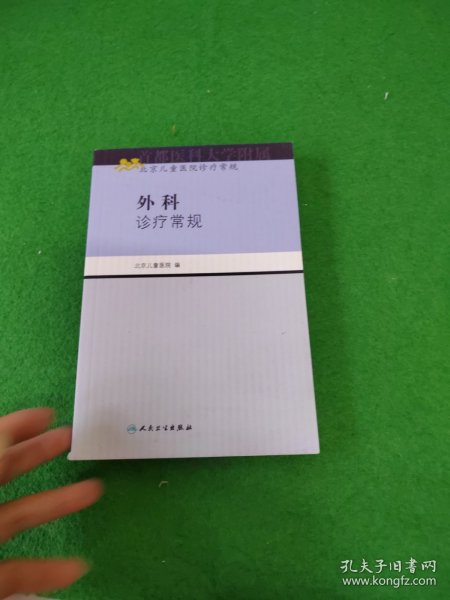 首都医科大学附属
北京儿童医院诊疗常规
外科
诊疗常规
北京儿童医院 编
人民卫生出版社
孔夫子旧书网
www.kongfz.com